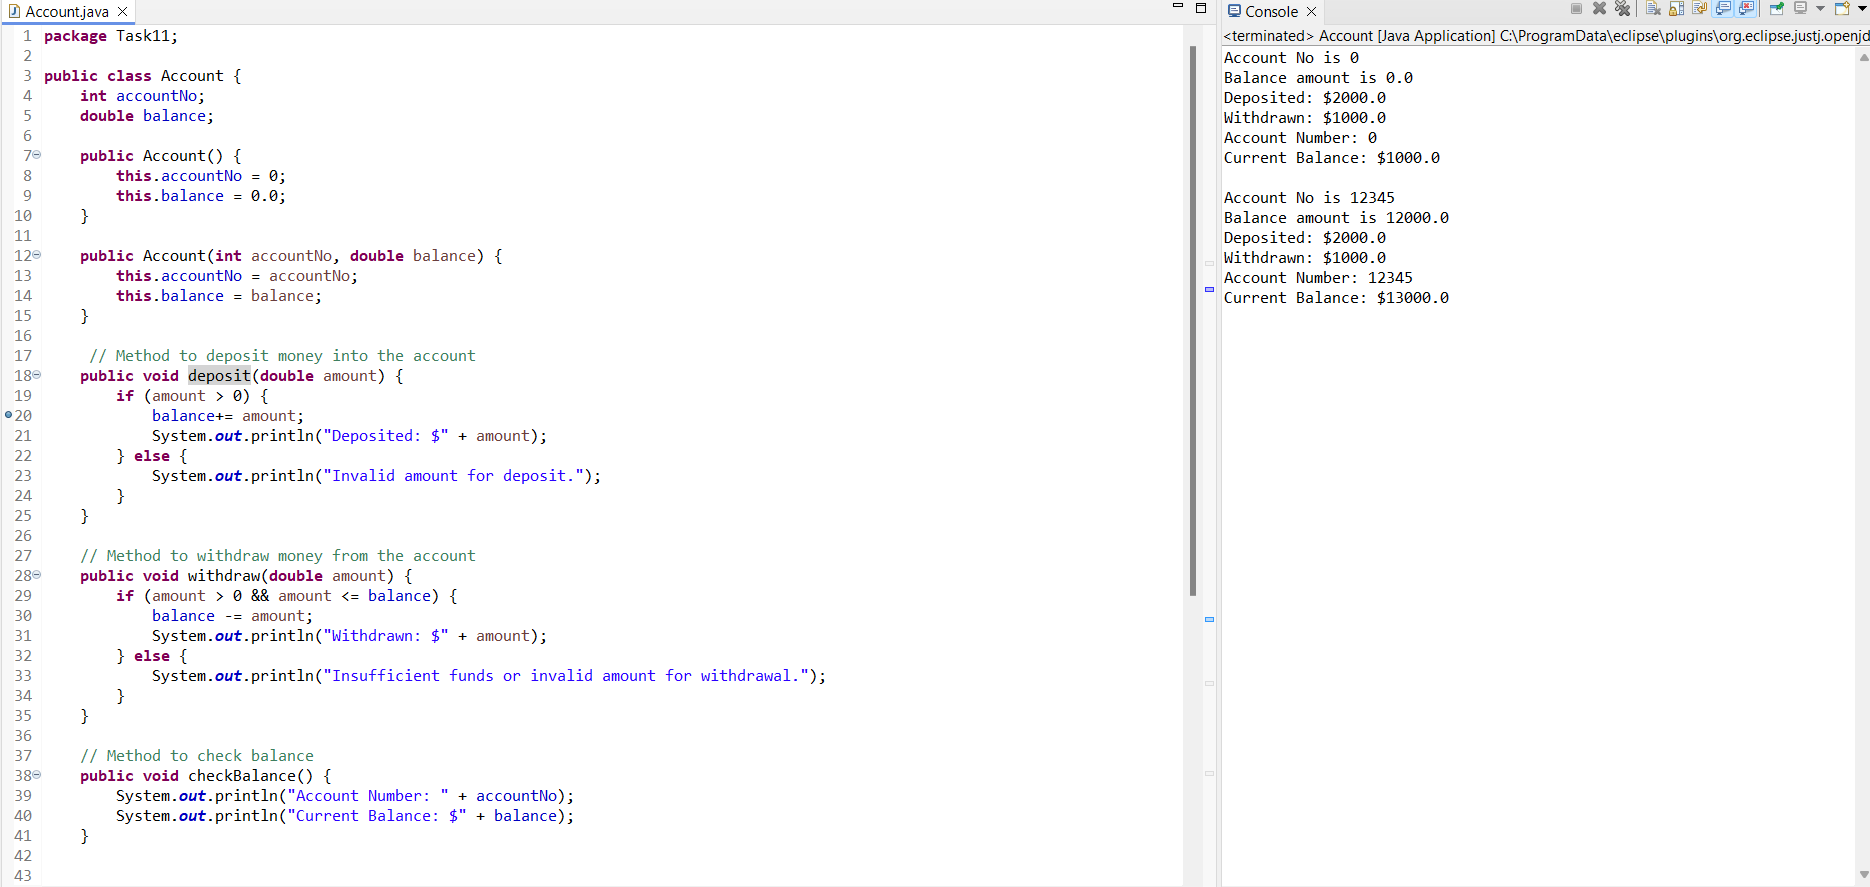 Account.java
1 package Task11;
2
3 public class Account {
4     int accountNo;
5     double balance;
6
7     public Account() {
8         this.accountNo = 0;
9         this.balance = 0.0;
10     }
11
12     public Account(int accountNo, double balance) {
13         this.accountNo = accountNo;
14         this.balance = balance;
15     }
16
17      // Method to deposit money into the account
18     public void deposit(double amount) {
19         if (amount > 0) {
20             balance+= amount;
21             System.out.println("Deposited: $" + amount);
22         } else {
23             System.out.println("Invalid amount for deposit.");
24         }
25     }
26
27     // Method to withdraw money from the account
28     public void withdraw(double amount) {
29         if (amount > 0 && amount <= balance) {
30             balance -= amount;
31             System.out.println("Withdrawn: $" + amount);
32         } else {
33             System.out.println("Insufficient funds or invalid amount for withdrawal.");
34         }
35     }
36
37     // Method to check balance
38     public void checkBalance() {
39         System.out.println("Account Number: " + accountNo);
40         System.out.println("Current Balance: $" + balance);
41     }
42
43
Console
<terminated> Account [Java Application] C:\ProgramData\eclipse\plugins\org.eclipse.justj.openjd
Account No is 0
Balance amount is 0.0
Deposited: $2000.0
Withdrawn: $1000.0
Account Number: 0
Current Balance: $1000.0

Account No is 12345
Balance amount is 12000.0
Deposited: $2000.0
Withdrawn: $1000.0
Account Number: 12345
Current Balance: $13000.0